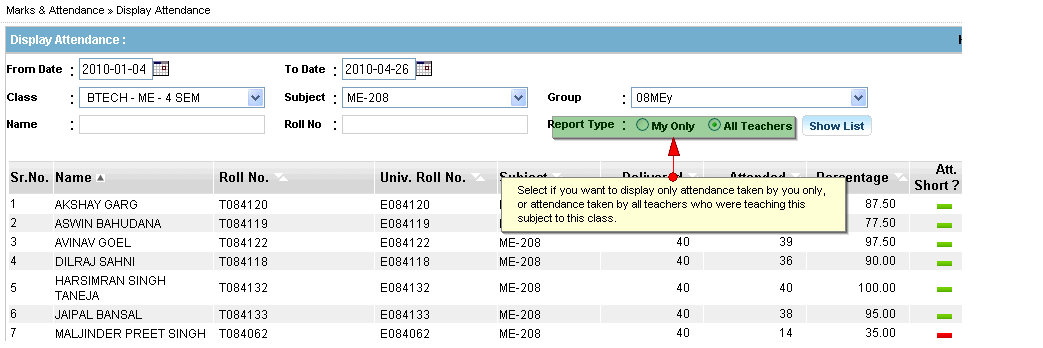 Marks & Attendance » Display Attendance
Display Attendance :
From Date : 2010-01-04 To Date : 2010-04-26
Class : BTECH - ME - 4 SEM Subject : ME-208 Group : 08MEy
Name : Roll No : Report Type : My Only All Teachers Show List
Sr.No. Name Roll No. Univ. Roll No. Subject Delivered Attended Percentage Att. Short ?
Select if you want to display only attendance taken by you only,
or attendance taken by all teachers who were teaching this
subject to this class.
1 AKSHAY GARG T084120 E084120 87.50
2 ASWIN BAHUDANA T084119 E084119 77.50
3 AVINAV GOEL T084122 E084122 ME-208 40 39 97.50
4 DILRAJ SAHNI T084118 E084118 ME-208 40 36 90.00
5 HARSIMRAN SINGH TANEJA T084132 E084132 ME-208 40 40 100.00
6 JAIPAL BANSAL T084133 E084133 ME-208 40 38 95.00
7 MALJINDER PREET SINGH T084062 E084062 ME-208 40 14 35.00